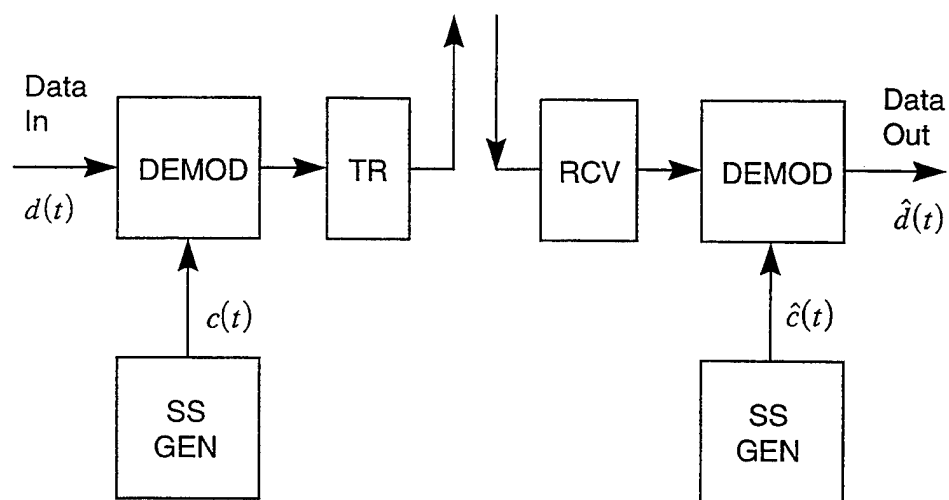 Data
In
d(t)
DEMOD
TR
RCV
DEMOD
Data
Out
d̂(t)
c(t)
ĉ(t)
SS
GEN
SS
GEN